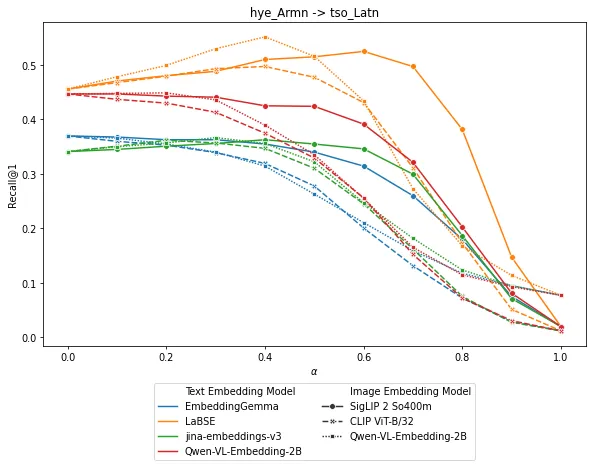 hye_Armn -> tso_Latn
Recall@1
0.5
0.4
0.3
0.2
0.1
0.0
0.0 0.2 0.4 0.6 0.8 1.0
α
Text Embedding Model
EmbeddingGemma
LaBSE
jina-embeddings-v3
Qwen-VL-Embedding-2B
Image Embedding Model
SigLIP 2 So400m
CLIP ViT-B/32
Qwen-VL-Embedding-2B